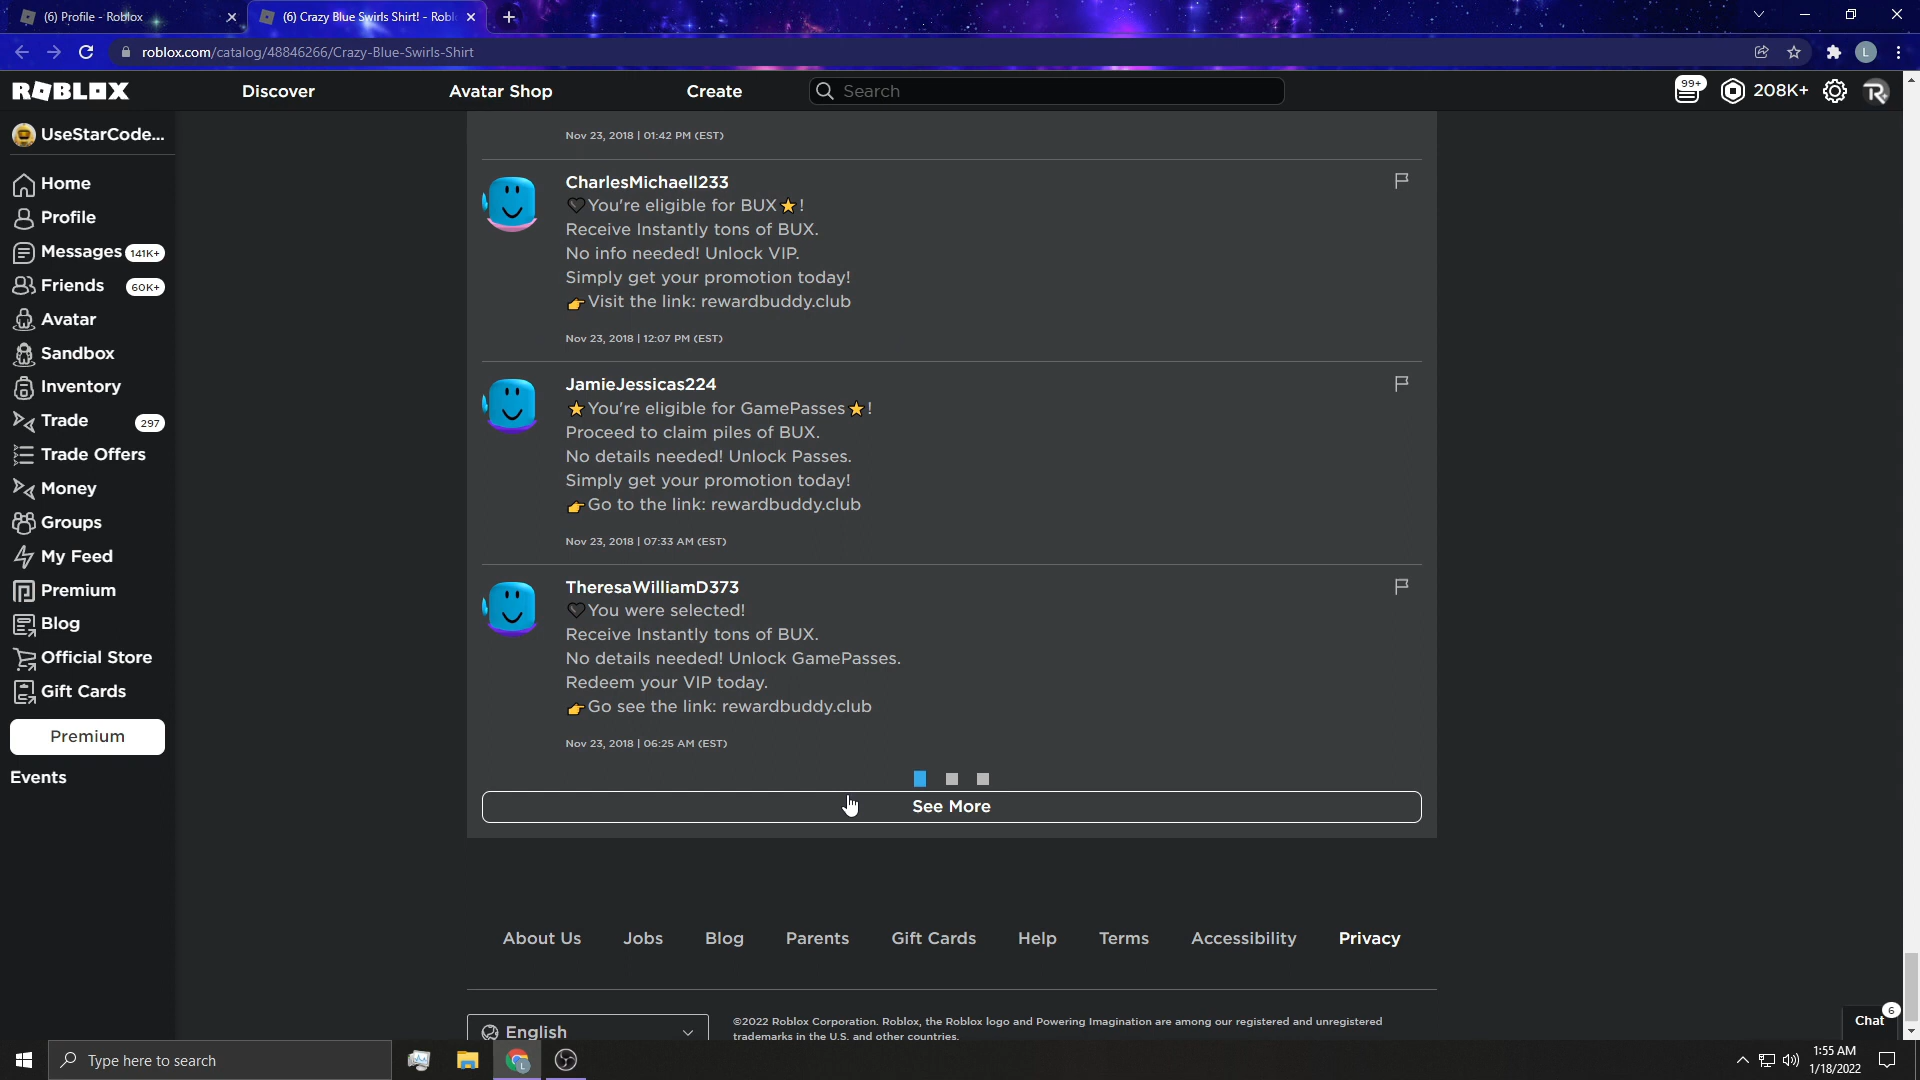 (6) Profile - Roblox
(6) Crazy Blue Swirls Shirt! - Robl
roblox.com/catalog/48846266/Crazy-Blue-Swirls-Shirt
L
ROBLOX
Discover
Avatar Shop
Create
Search
99+
208K+
UseStarCode...
Home
Profile
Messages 141K+
Friends 60K+
Avatar
Sandbox
Inventory
Trade 297
Trade Offers
Money
Groups
My Feed
Premium
Blog
Official Store
Gift Cards
Premium
Events
Nov 23, 2018 | 01:42 PM (EST)
CharlesMichaell233
🖤You're eligible for BUX⭐!
Receive Instantly tons of BUX.
No info needed! Unlock VIP.
Simply get your promotion today!
👉Visit the link: rewardbuddy.club
Nov 23, 2018 | 12:07 PM (EST)
JamieJessicas224
⭐You're eligible for GamePasses⭐!
Proceed to claim piles of BUX.
No details needed! Unlock Passes.
Simply get your promotion today!
👉Go to the link: rewardbuddy.club
Nov 23, 2018 | 07:33 AM (EST)
TheresaWilliamD373
🖤You were selected!
Receive Instantly tons of BUX.
No details needed! Unlock GamePasses.
Redeem your VIP today.
👉Go see the link: rewardbuddy.club
Nov 23, 2018 | 06:25 AM (EST)
See More
About Us
Jobs
Blog
Parents
Gift Cards
Help
Terms
Accessibility
Privacy
English
©2022 Roblox Corporation. Roblox, the Roblox logo and Powering Imagination are among our registered and unregistered
trademarks in the U.S. and other countries.
Chat 6
Type here to search
1:55 AM
1/18/2022